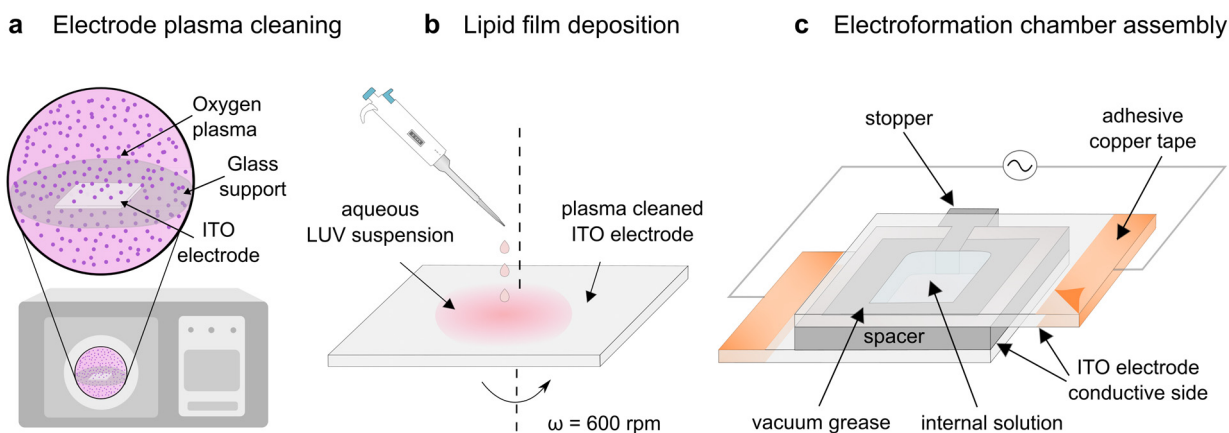 a Electrode plasma cleaning
Oxygen
plasma
Glass
support
ITO
electrode
b Lipid film deposition
aqueous
LUV suspension
plasma cleaned
ITO electrode
ω = 600 rpm
c Electroformation chamber assembly
stopper
adhesive
copper tape
spacer
vacuum grease
internal solution
ITO electrode
conductive side